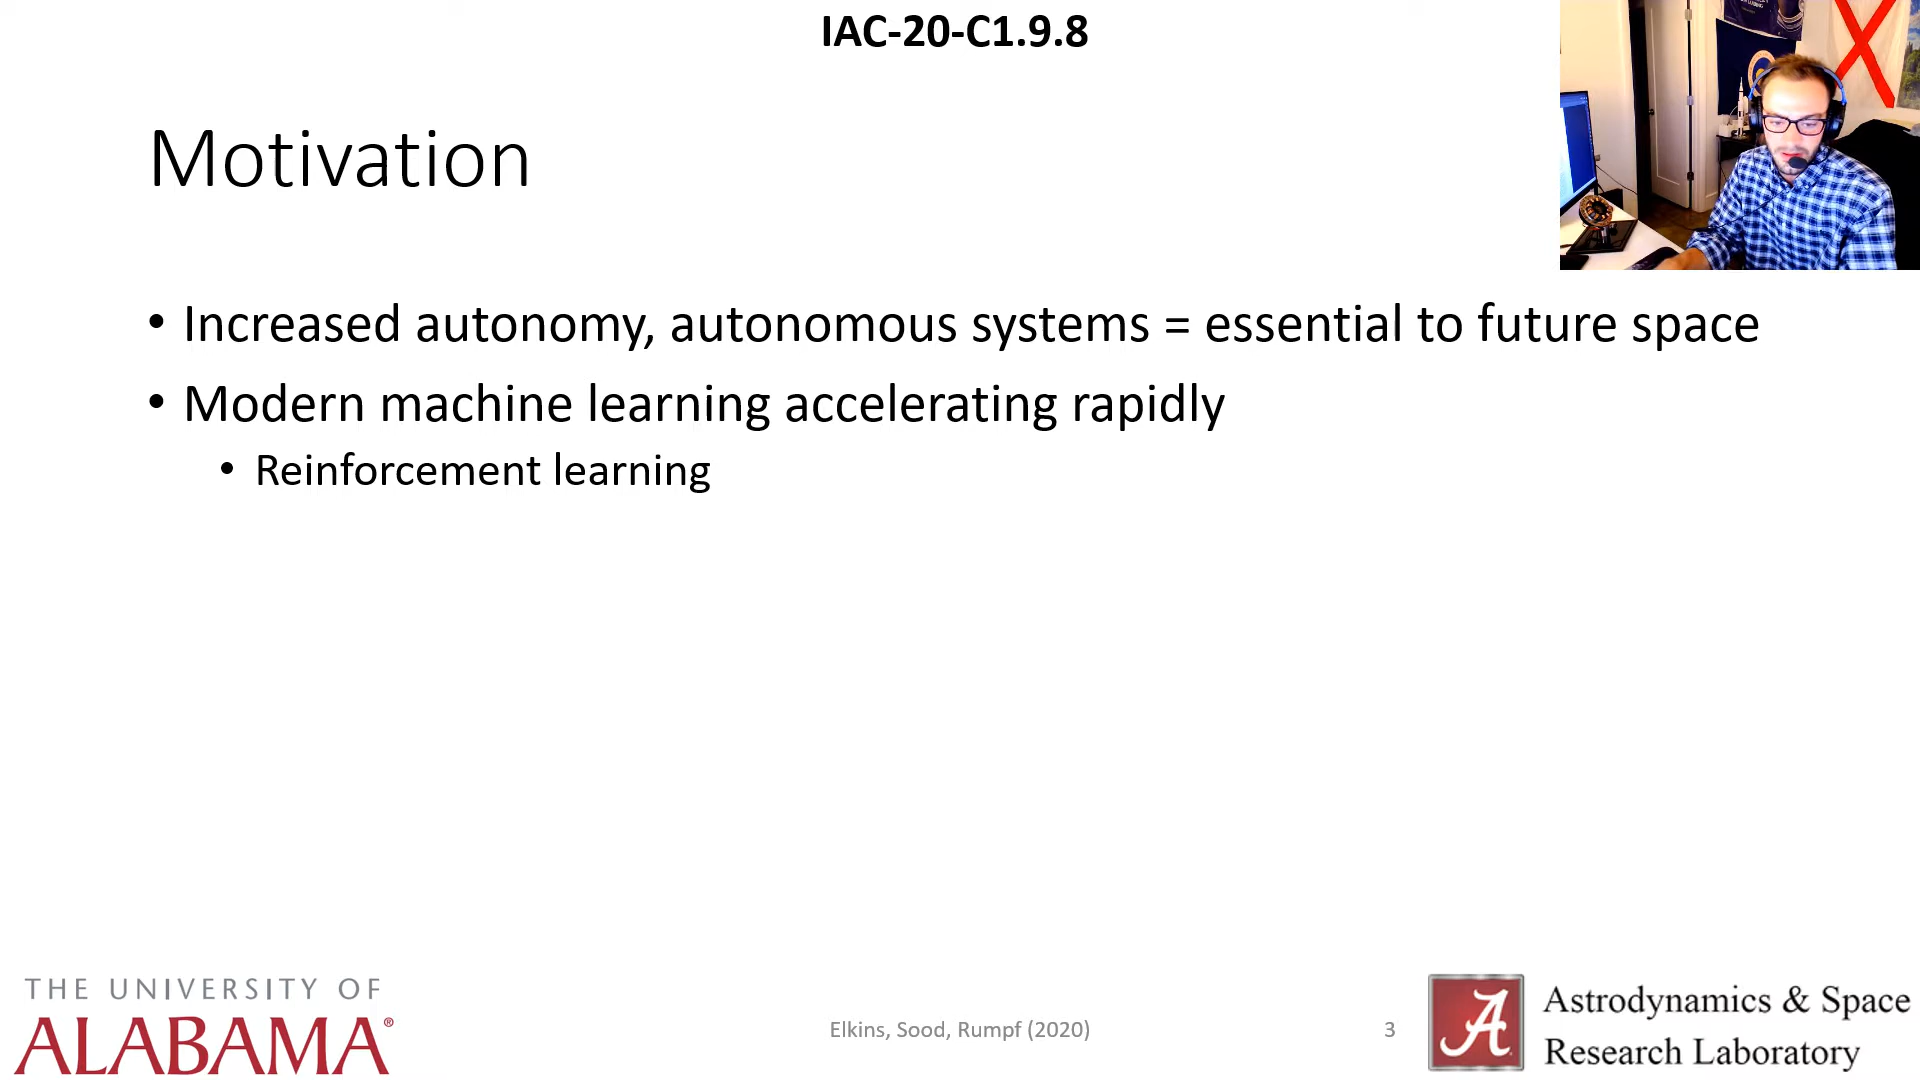 IAC-20-C1.9.8
Motivation
• Increased autonomy, autonomous systems = essential to future space
• Modern machine learning accelerating rapidly
• Reinforcement learning
THE UNIVERSITY OF
ALABAMA®
Elkins, Sood, Rumpf (2020)
3
A
Astrodynamics & Space
Research Laboratory